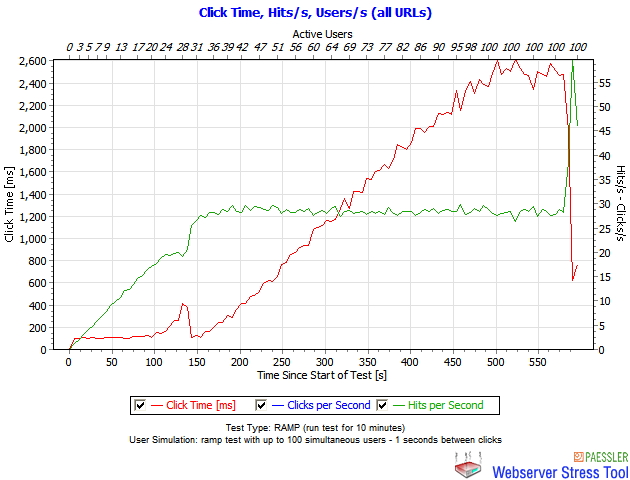 Click Time, Hits/s, Users/s (all URLs)
Active Users
0 3 5 7 9 13 17 20 24 28 31 36 39 42 47 51 56 60 64 69 73 77 82 86 90 95 98 100 100 100 100
2,600
2,400
2,200
2,000
1,800
1,600
1,400
1,200
1,000
800
600
400
200
0
Click Time [ms]
55
50
45
40
35
30
25
20
15
10
5
0
Hits/s - Clicks/s
0 50 100 150 200 250 300 350 400 450 500 550
Time Since Start of Test [s]
Click Time [ms] Clicks per Second Hits per Second
Test Type: RAMP (run test for 10 minutes)
User Simulation: ramp test with up to 100 simultaneous users - 1 seconds between clicks
PAESSLER
Webserver Stress Tool